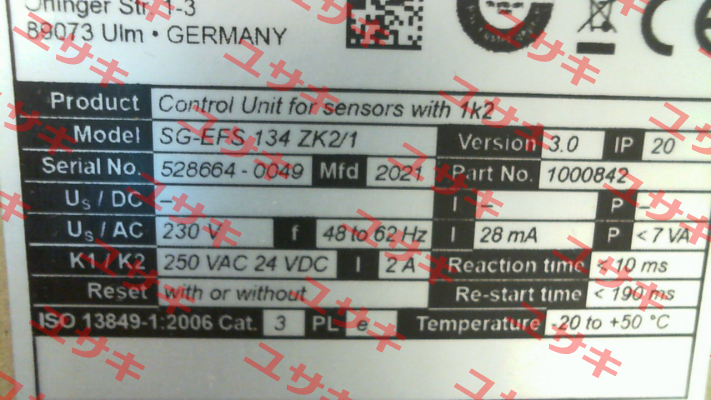 Str. 1-3
89073 Ulm • GERMANY
Product Control Unit for sensors with 1k2
Model SG-EFS 134 ZK2/1 Version 3.0 IP 20
Serial No. 528664 - 0049 Mfd 2021 Part No. 1000842
US / DC – I P
US / AC 230 V f 48 to 62 Hz I 28 mA P < 7 VA
K1 / K2 250 VAC 24 VDC I 2 A Reaction time < 10 ms
Reset with or without Re-start time < 190 ms
ISO 13849-1:2006 Cat. 3 PL e Temperature -20 to +50 °C
ユサキ